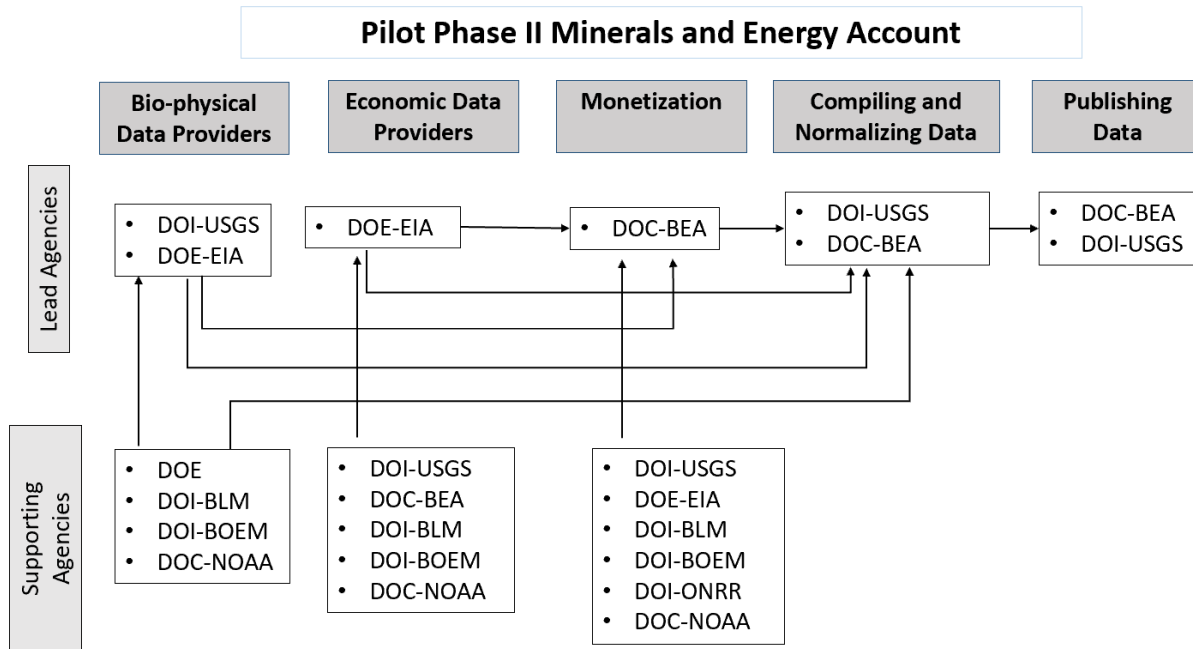 Pilot Phase II Minerals and Energy Account
Bio-physical
Data Providers
Economic Data
Providers
Monetization
Compiling and
Normalizing Data
Publishing
Data
Lead Agencies
• DOI-USGS
• DOE-EIA
• DOE-EIA
• DOC-BEA
• DOI-USGS
• DOC-BEA
• DOC-BEA
• DOI-USGS
Supporting
Agencies
• DOE
• DOI-BLM
• DOI-BOEM
• DOC-NOAA
• DOI-USGS
• DOC-BEA
• DOI-BLM
• DOI-BOEM
• DOC-NOAA
• DOI-USGS
• DOE-EIA
• DOI-BLM
• DOI-BOEM
• DOI-ONRR
• DOC-NOAA